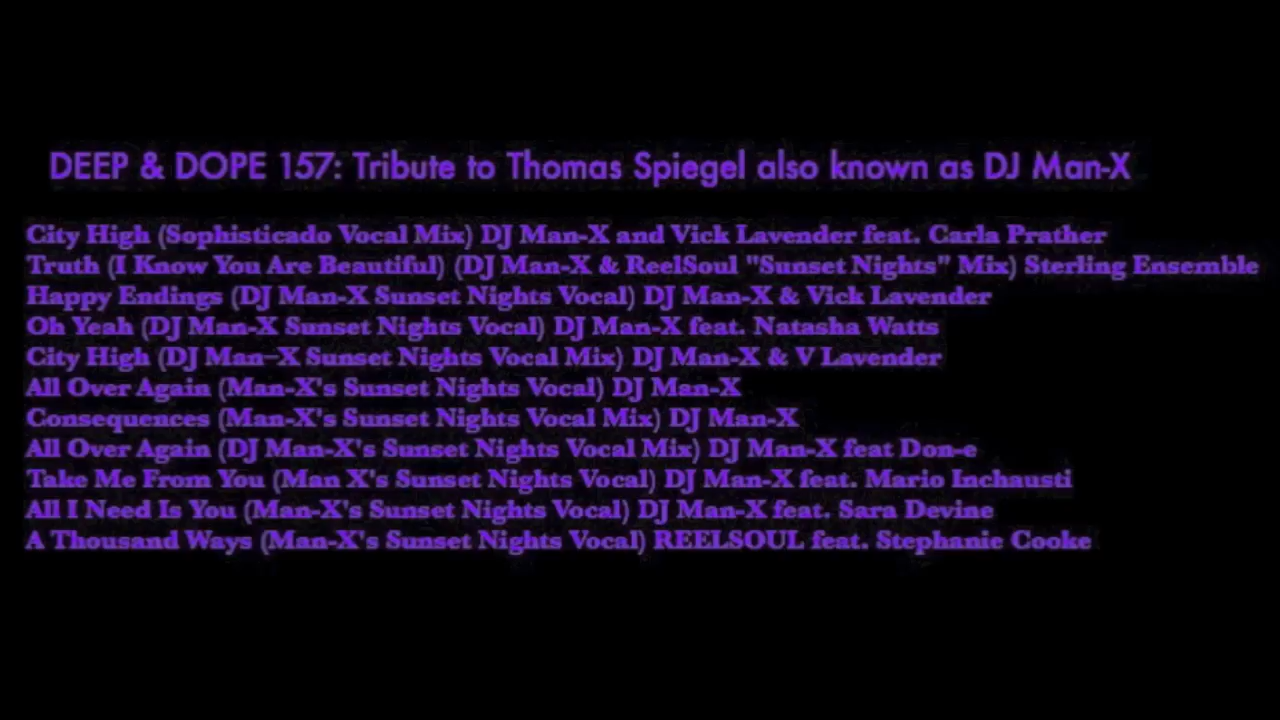 DEEP & DOPE 157: Tribute to Thomas Spiegel also known as DJ Man-X
City High (Sophisticado Vocal Mix) DJ Man-X and Vick Lavender feat. Carla Prather
Truth (I Know You Are Beautiful) (DJ Man-X & ReelSoul "Sunset Nights" Mix) Sterling Ensemble
Happy Endings (DJ Man-X Sunset Nights Vocal) DJ Man-X & Vick Lavender
Oh Yeah (DJ Man-X Sunset Nights Vocal) DJ Man-X feat. Natasha Watts
City High (DJ Man–X Sunset Nights Vocal Mix) DJ Man-X & V Lavender
All Over Again (Man-X's Sunset Nights Vocal) DJ Man-X
Consequences (Man-X's Sunset Nights Vocal Mix) DJ Man-X
All Over Again (DJ Man-X's Sunset Nights Vocal Mix) DJ Man-X feat Don-e
Take Me From You (Man X's Sunset Nights Vocal) DJ Man-X feat. Mario Inchausti
All I Need Is You (Man-X's Sunset Nights Vocal) DJ Man-X feat. Sara Devine
A Thousand Ways (Man-X's Sunset Nights Vocal) REELSOUL feat. Stephanie Cooke